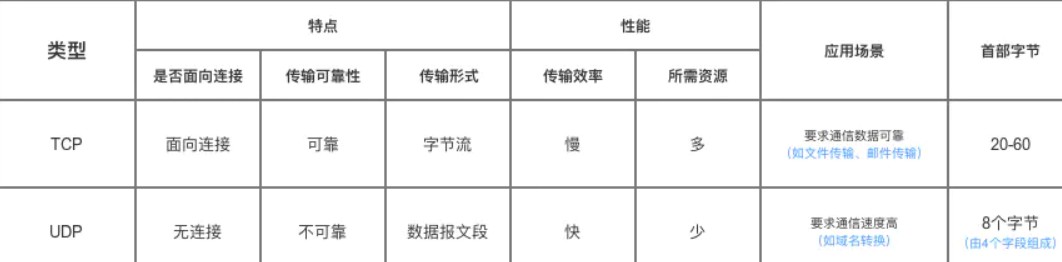 类型
特点
性能
应用场景
首部字节
是否面向连接
传输可靠性
传输形式
传输效率
所需资源
TCP
面向连接
可靠
字节流
慢
多
要求通信数据可靠
(如文件传输、邮件传输)
20-60
UDP
无连接
不可靠
数据报文段
快
少
要求通信速度高
(如域名转换)
8个字节
(由4个字段组成)